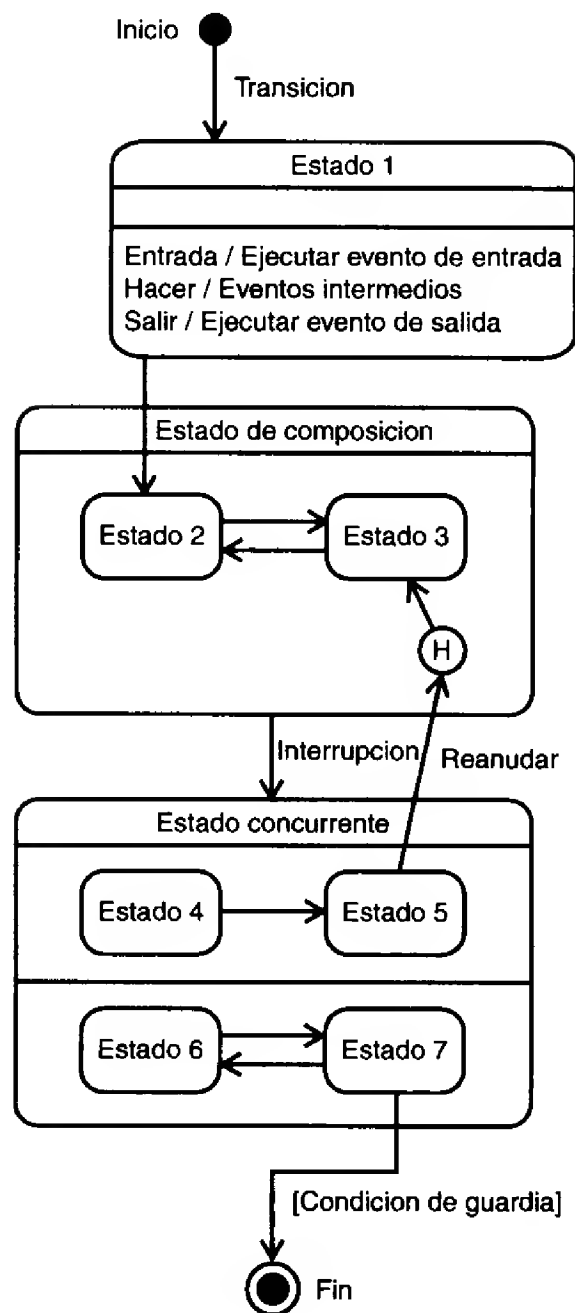 Inicio
Transicion
Estado 1
Entrada / Ejecutar evento de entrada
Hacer / Eventos intermedios
Salir / Ejecutar evento de salida
Estado de composicion
Estado 2
Estado 3
H
Interrupcion
Reanudar
Estado concurrente
Estado 4
Estado 5
Estado 6
Estado 7
[Condicion de guardia]
Fin